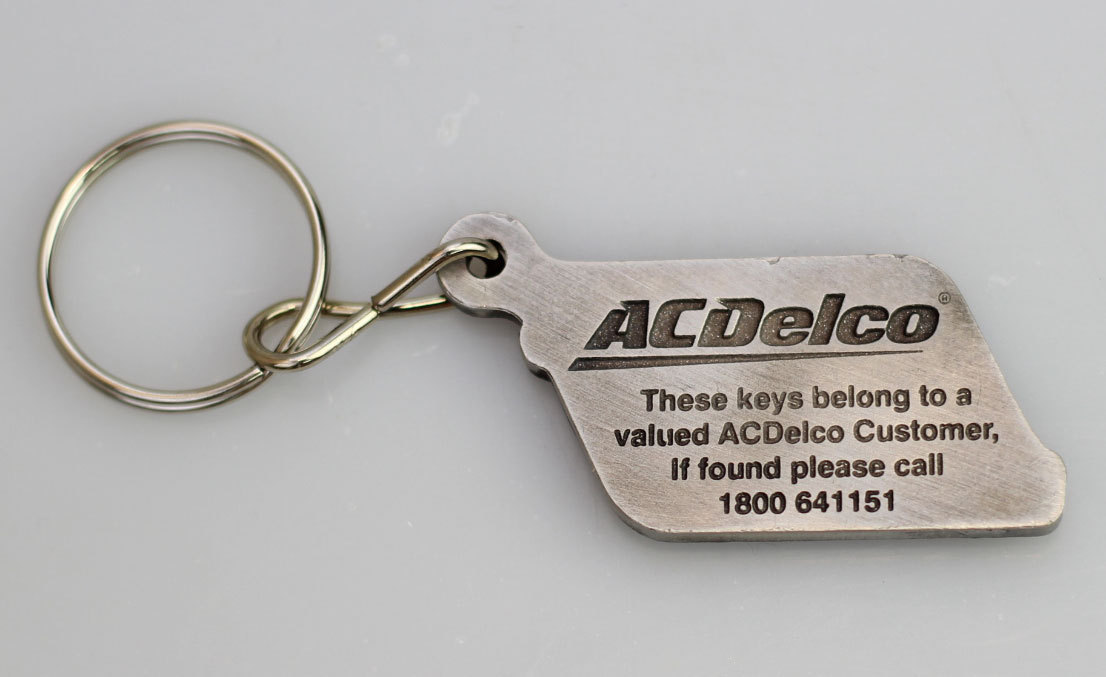 ACDelco®
These keys belong to a
valued ACDelco Customer,
If found please call
1800 641151